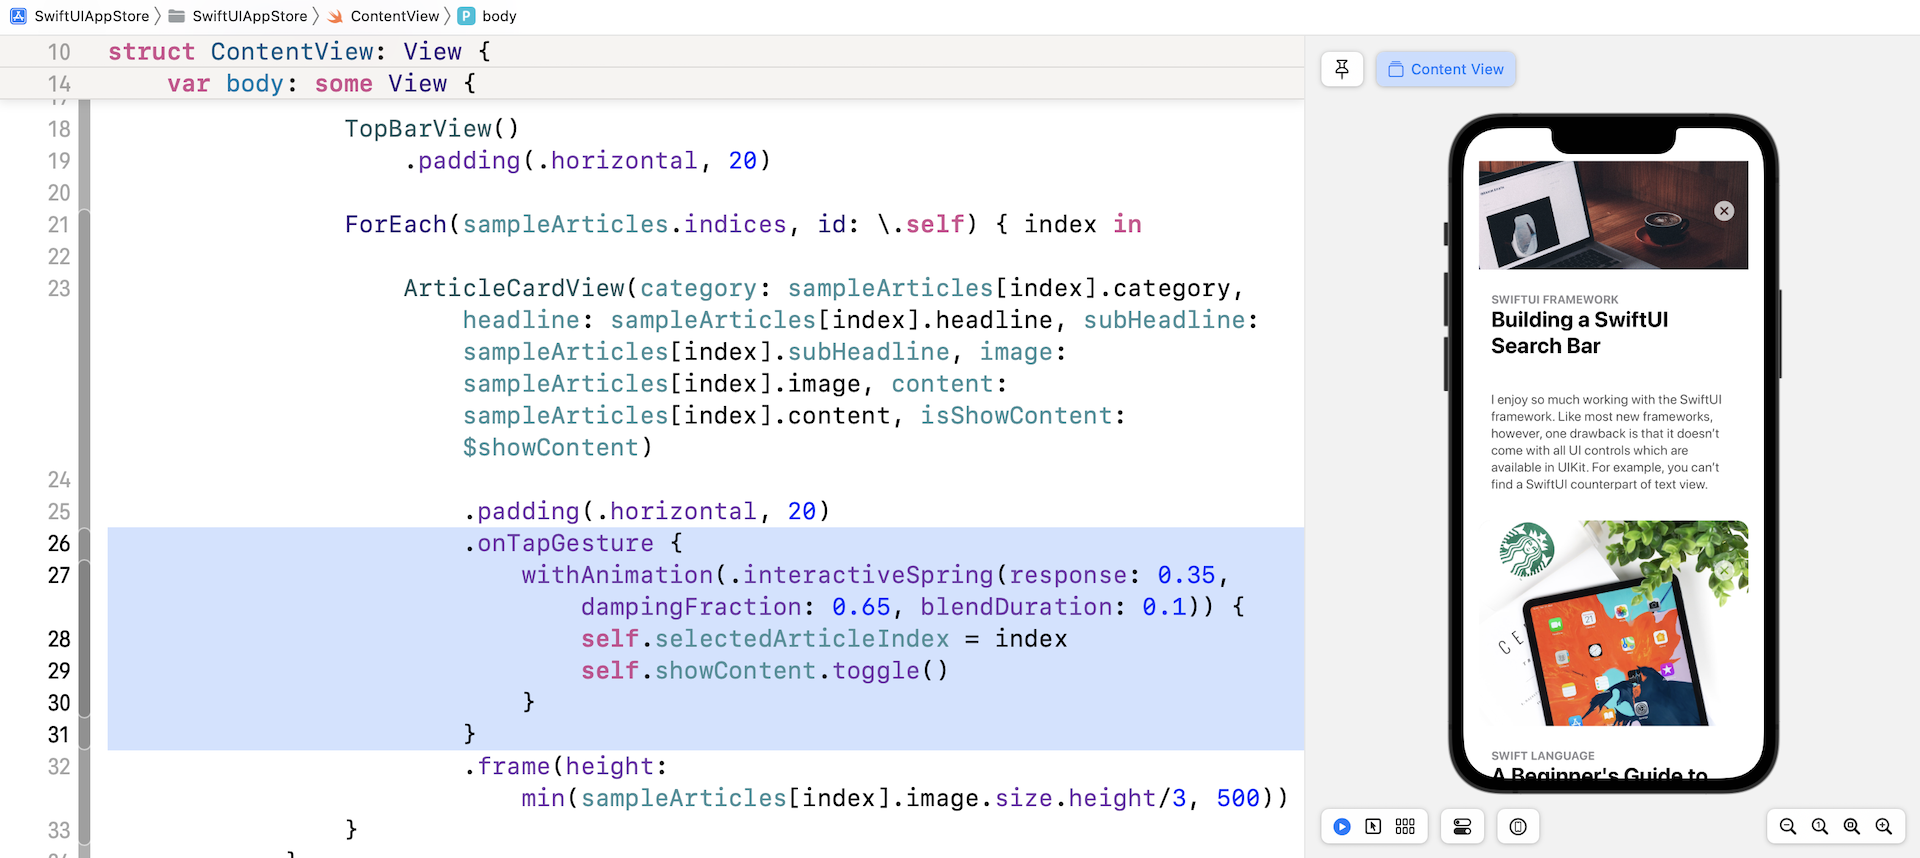 SwiftUIAppStore SwiftUIAppStore ContentView P body
10 struct ContentView: View {
14 var body: some View {
17
18 TopBarView()
19 .padding(.horizontal, 20)
20
21 ForEach(sampleArticles.indices, id: \.self) { index in
22
23 ArticleCardView(category: sampleArticles[index].category,
headline: sampleArticles[index].headline, subHeadline:
sampleArticles[index].subHeadline, image:
sampleArticles[index].image, content:
sampleArticles[index].content, isShowContent:
$showContent)
24
25 .padding(.horizontal, 20)
26 .onTapGesture {
27 withAnimation(.interactiveSpring(response: 0.35,
dampingFraction: 0.65, blendDuration: 0.1)) {
28 self.selectedArticleIndex = index
29 self.showContent.toggle()
30 }
31 }
32 .frame(height:
min(sampleArticles[index].image.size.height/3, 500))
33 }
Content View
SWIFTUI FRAMEWORK
Building a SwiftUI
Search Bar
I enjoy so much working with the SwiftUI
framework. Like most new frameworks,
however, one drawback is that it doesn't
come with all UI controls which are
available in UIKit. For example, you can't
find a SwiftUI counterpart of text view.
SWIFT LANGUAGE
A Beginner's Guide to